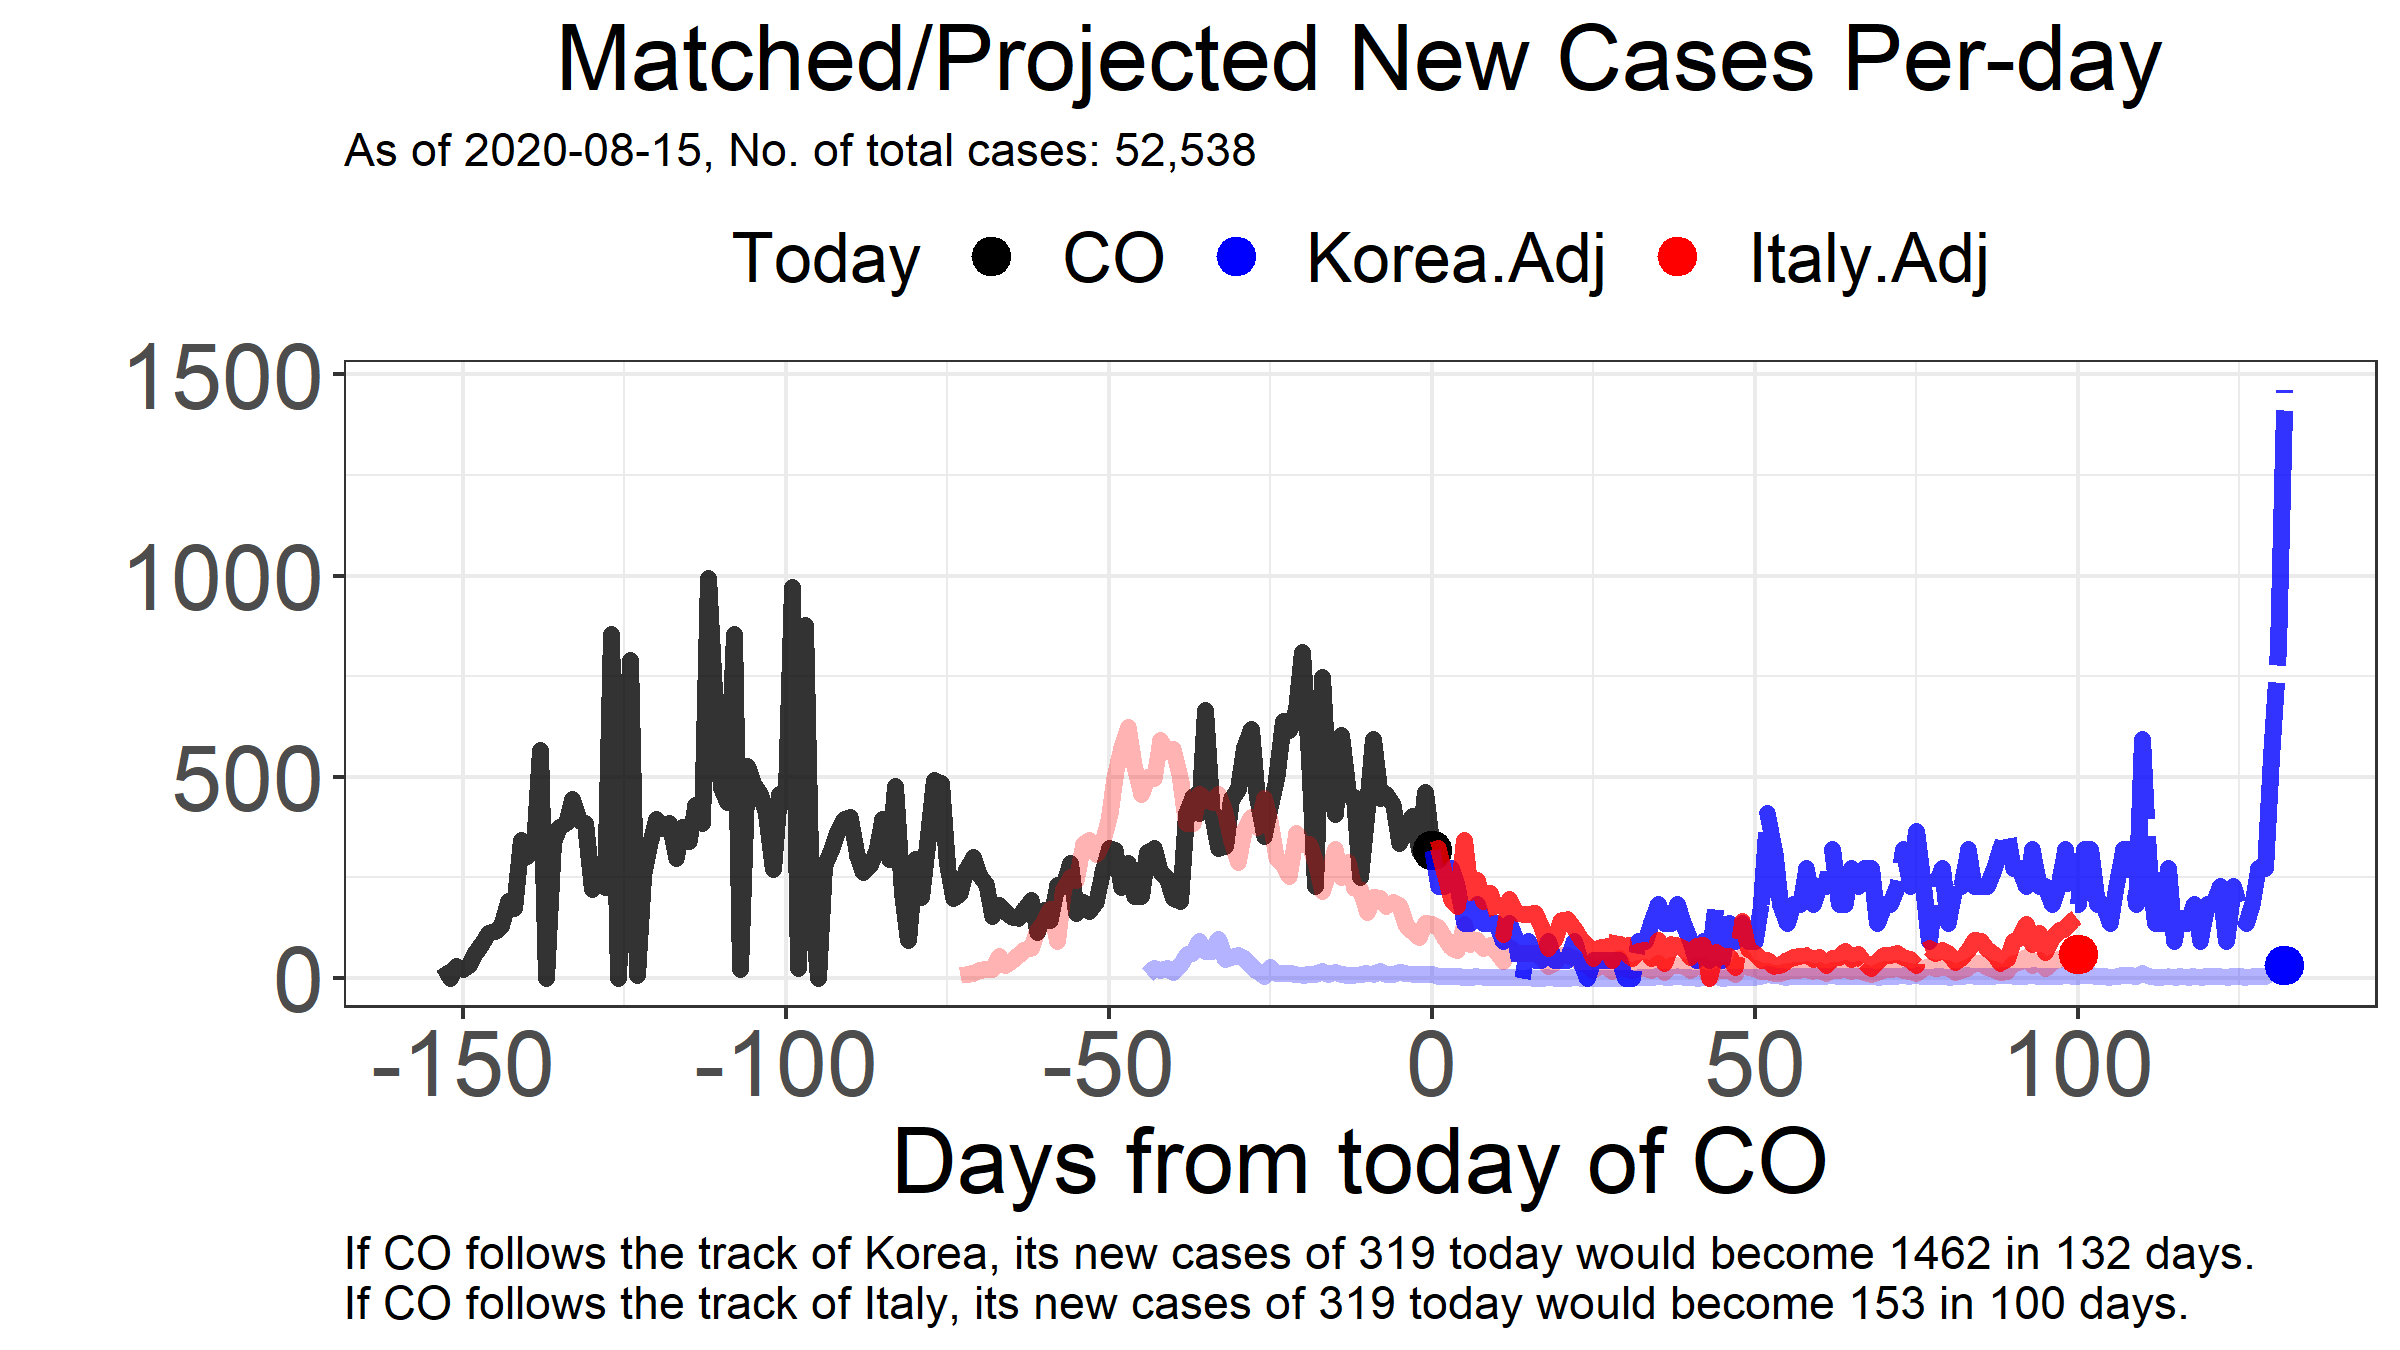 Matched/Projected New Cases Per-day
As of 2020-08-15, No. of total cases: 52,538
Today CO Korea.Adj Italy.Adj
1500
1000
500
0
-150 -100 -50 0 50 100
Days from today of CO
If CO follows the track of Korea, its new cases of 319 today would become 1462 in 132 days.
If CO follows the track of Italy, its new cases of 319 today would become 153 in 100 days.